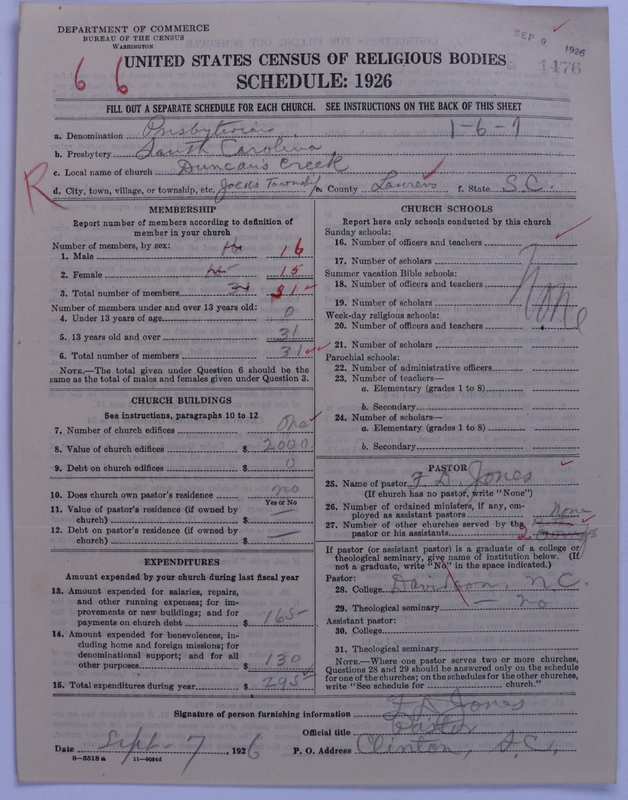 DEPARTMENT OF COMMERCE
BUREAU OF THE CENSUS
WASHINGTON
SEP 9 1926
1476
6 6
UNITED STATES CENSUS OF RELIGIOUS BODIES
SCHEDULE: 1926
FILL OUT A SEPARATE SCHEDULE FOR EACH CHURCH. SEE INSTRUCTIONS ON THE BACK OF THIS SHEET
a. Denomination Presbyterian 1-6-7
b. Presbytery South Carolina
c. Local name of church Duncan's Creek
R
d. City, town, village, or township, etc. Jacks Township e. County Laurens f. State S.C.
MEMBERSHIP
Report number of members according to definition of
member in your church
Number of members, by sex:
1. Male 16
2. Female 15
3. Total number of members 31
Number of members under and over 13 years old:
4. Under 13 years of age 0
5. 13 years old and over 31
6. Total number of members 31
NOTE.—The total given under Question 6 should be
same as the total of males and females given under Question 3.
CHURCH BUILDINGS
See instructions, paragraphs 10 to 12
7. Number of church edifices One
8. Value of church edifices $ 2000.
9. Debt on church edifices $ 0
10. Does church own pastor's residence no
Yes or No
11. Value of pastor's residence (if owned by
church) $ —
12. Debt on pastor's residence (if owned by
church) $ —
EXPENDITURES
Amount expended by your church during last fiscal year
13. Amount expended for salaries, repairs,
and other running expenses; for im-
provements or new buildings; and for
payments on church debt $ 165
14. Amount expended for benevolences, in-
cluding home and foreign missions; for
denominational support; and for all
other purposes $ 130
15. Total expenditures during year $ 295
CHURCH SCHOOLS
Report here only schools conducted by this church
Sunday schools:
16. Number of officers and teachers
17. Number of scholars
Summer vacation Bible schools:
18. Number of officers and teachers
19. Number of scholars
None
Week-day religious schools:
20. Number of officers and teachers
21. Number of scholars
Parochial schools:
22. Number of administrative officers
23. Number of teachers—
a. Elementary (grades 1 to 8)
b. Secondary
24. Number of scholars—
a. Elementary (grades 1 to 8)
b. Secondary
PASTOR
25. Name of pastor F D Jones
(If church has no pastor, write "None")
26. Number of ordained ministers, if any, em-
ployed as assistant pastors None
27. Number of other churches served by the
pastor or his assistants 2
If pastor (or assistant pastor) is a graduate of a college or
theological seminary, give name of institution below. (If
not a graduate, write "No" in the space indicated.)
Pastor:
28. College Davidson, N.C.
29. Theological seminary — no
Assistant pastor:
30. College
31. Theological seminary
NOTE.—Where one pastor serves two or more churches,
Questions 28 and 29 should be answered only on the schedule
for one of the churches; on the schedules for the other churches,
write "See schedule for church."
Signature of person furnishing information F D Jones
Official title Pastor
Date Sept - 7, 1926 P. O. Address Clinton, S.C.
8-5518a 11-9034d